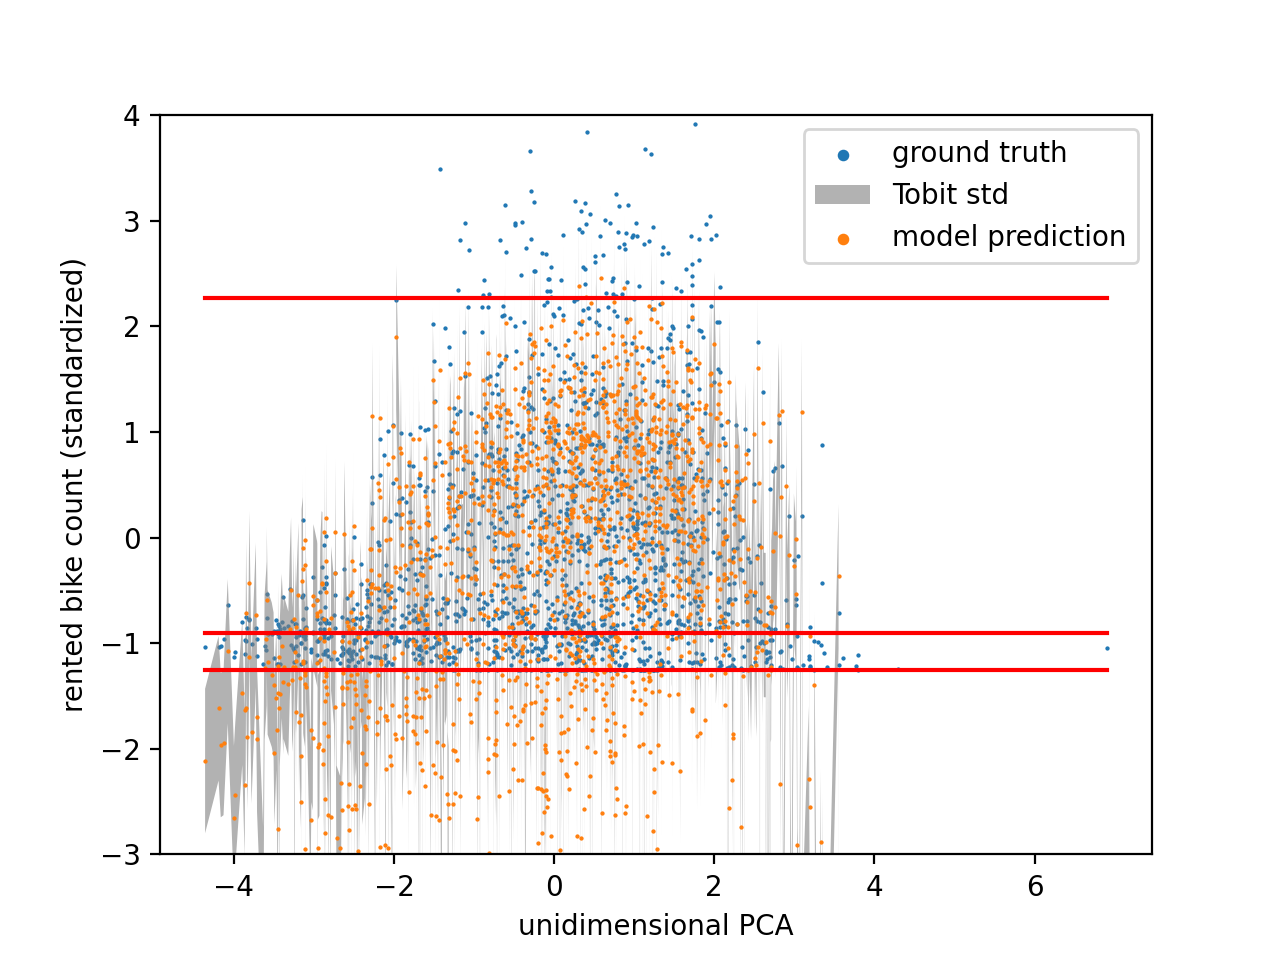 4
3
2
1
0
−1
−2
−3
rented bike count (standardized)
ground truth
Tobit std
model prediction
−4
−2
0
2
4
6
unidimensional PCA